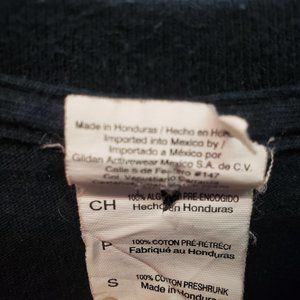 Made in Honduras / Hecho en
Imported into Mexico by /
Importado a México por
Gildan Activewear Mexico S.A. de C.V.
Calle 5 de Febrero #147
CH
100% PRE-ENCOGIDO
Hecho en Honduras
P
100% COTON PRÉ-RÉTRÉCI
Fabriqué au Honduras
S
100% COTTON PRESHRUNK
Made in Honduras